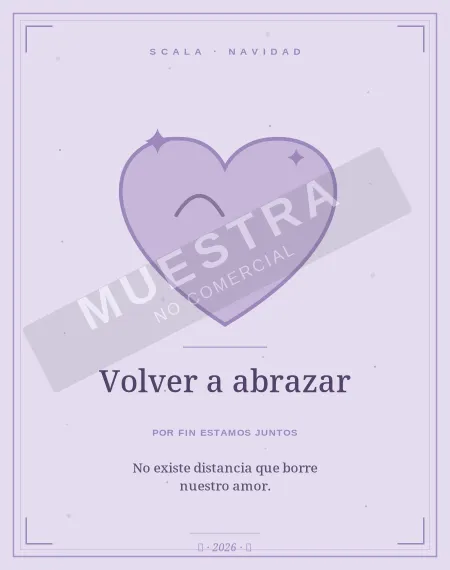 SCALA · NAVIDAD
MUESTRA
NO COMERCIAL
Volver a abrazar
POR FIN ESTAMOS JUNTOS
No existe distancia que borre
nuestro amor.
· 2026 ·